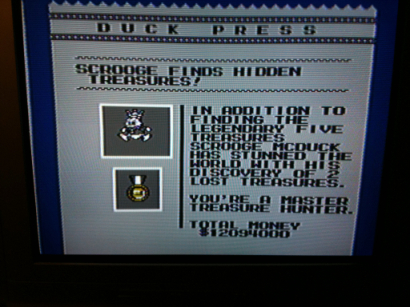 DUCK PRESS
SCROOGE FINDS HIDDEN
TREASURES!
IN ADDITION TO
FINDING THE
LEGENDARY FIVE
TREASURES
SCROOGE MCDUCK
HAS STUNNED THE
WORLD WITH HIS
DISCOVERY OF 2
LOST TREASURES.
YOU'RE A MASTER
TREASURE HUNTER.
TOTAL MONEY
$12094000